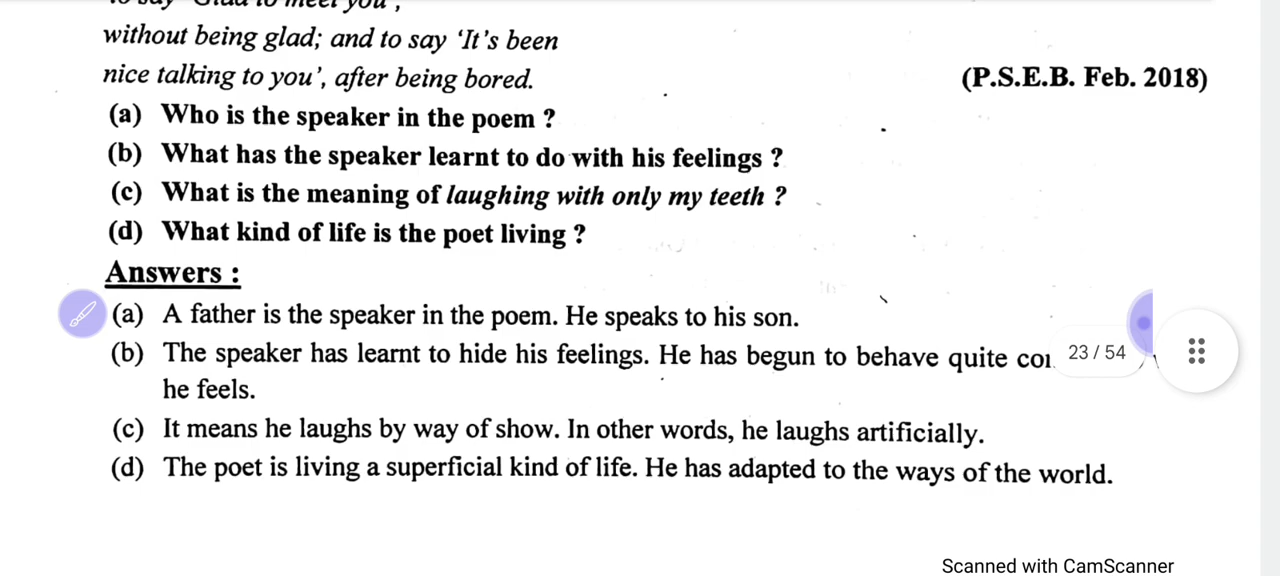 without being glad; and to say ‘It’s been
nice talking to you’, after being bored.
(P.S.E.B. Feb. 2018)
(a) Who is the speaker in the poem ?
(b) What has the speaker learnt to do with his feelings ?
(c) What is the meaning of laughing with only my teeth ?
(d) What kind of life is the poet living ?
Answers :
(a) A father is the speaker in the poem. He speaks to his son.
(b) The speaker has learnt to hide his feelings. He has begun to behave quite
he feels.
(c) It means he laughs by way of show. In other words, he laughs artificially.
(d) The poet is living a superficial kind of life. He has adapted to the ways of the world.
23 / 54
Scanned with CamScanner